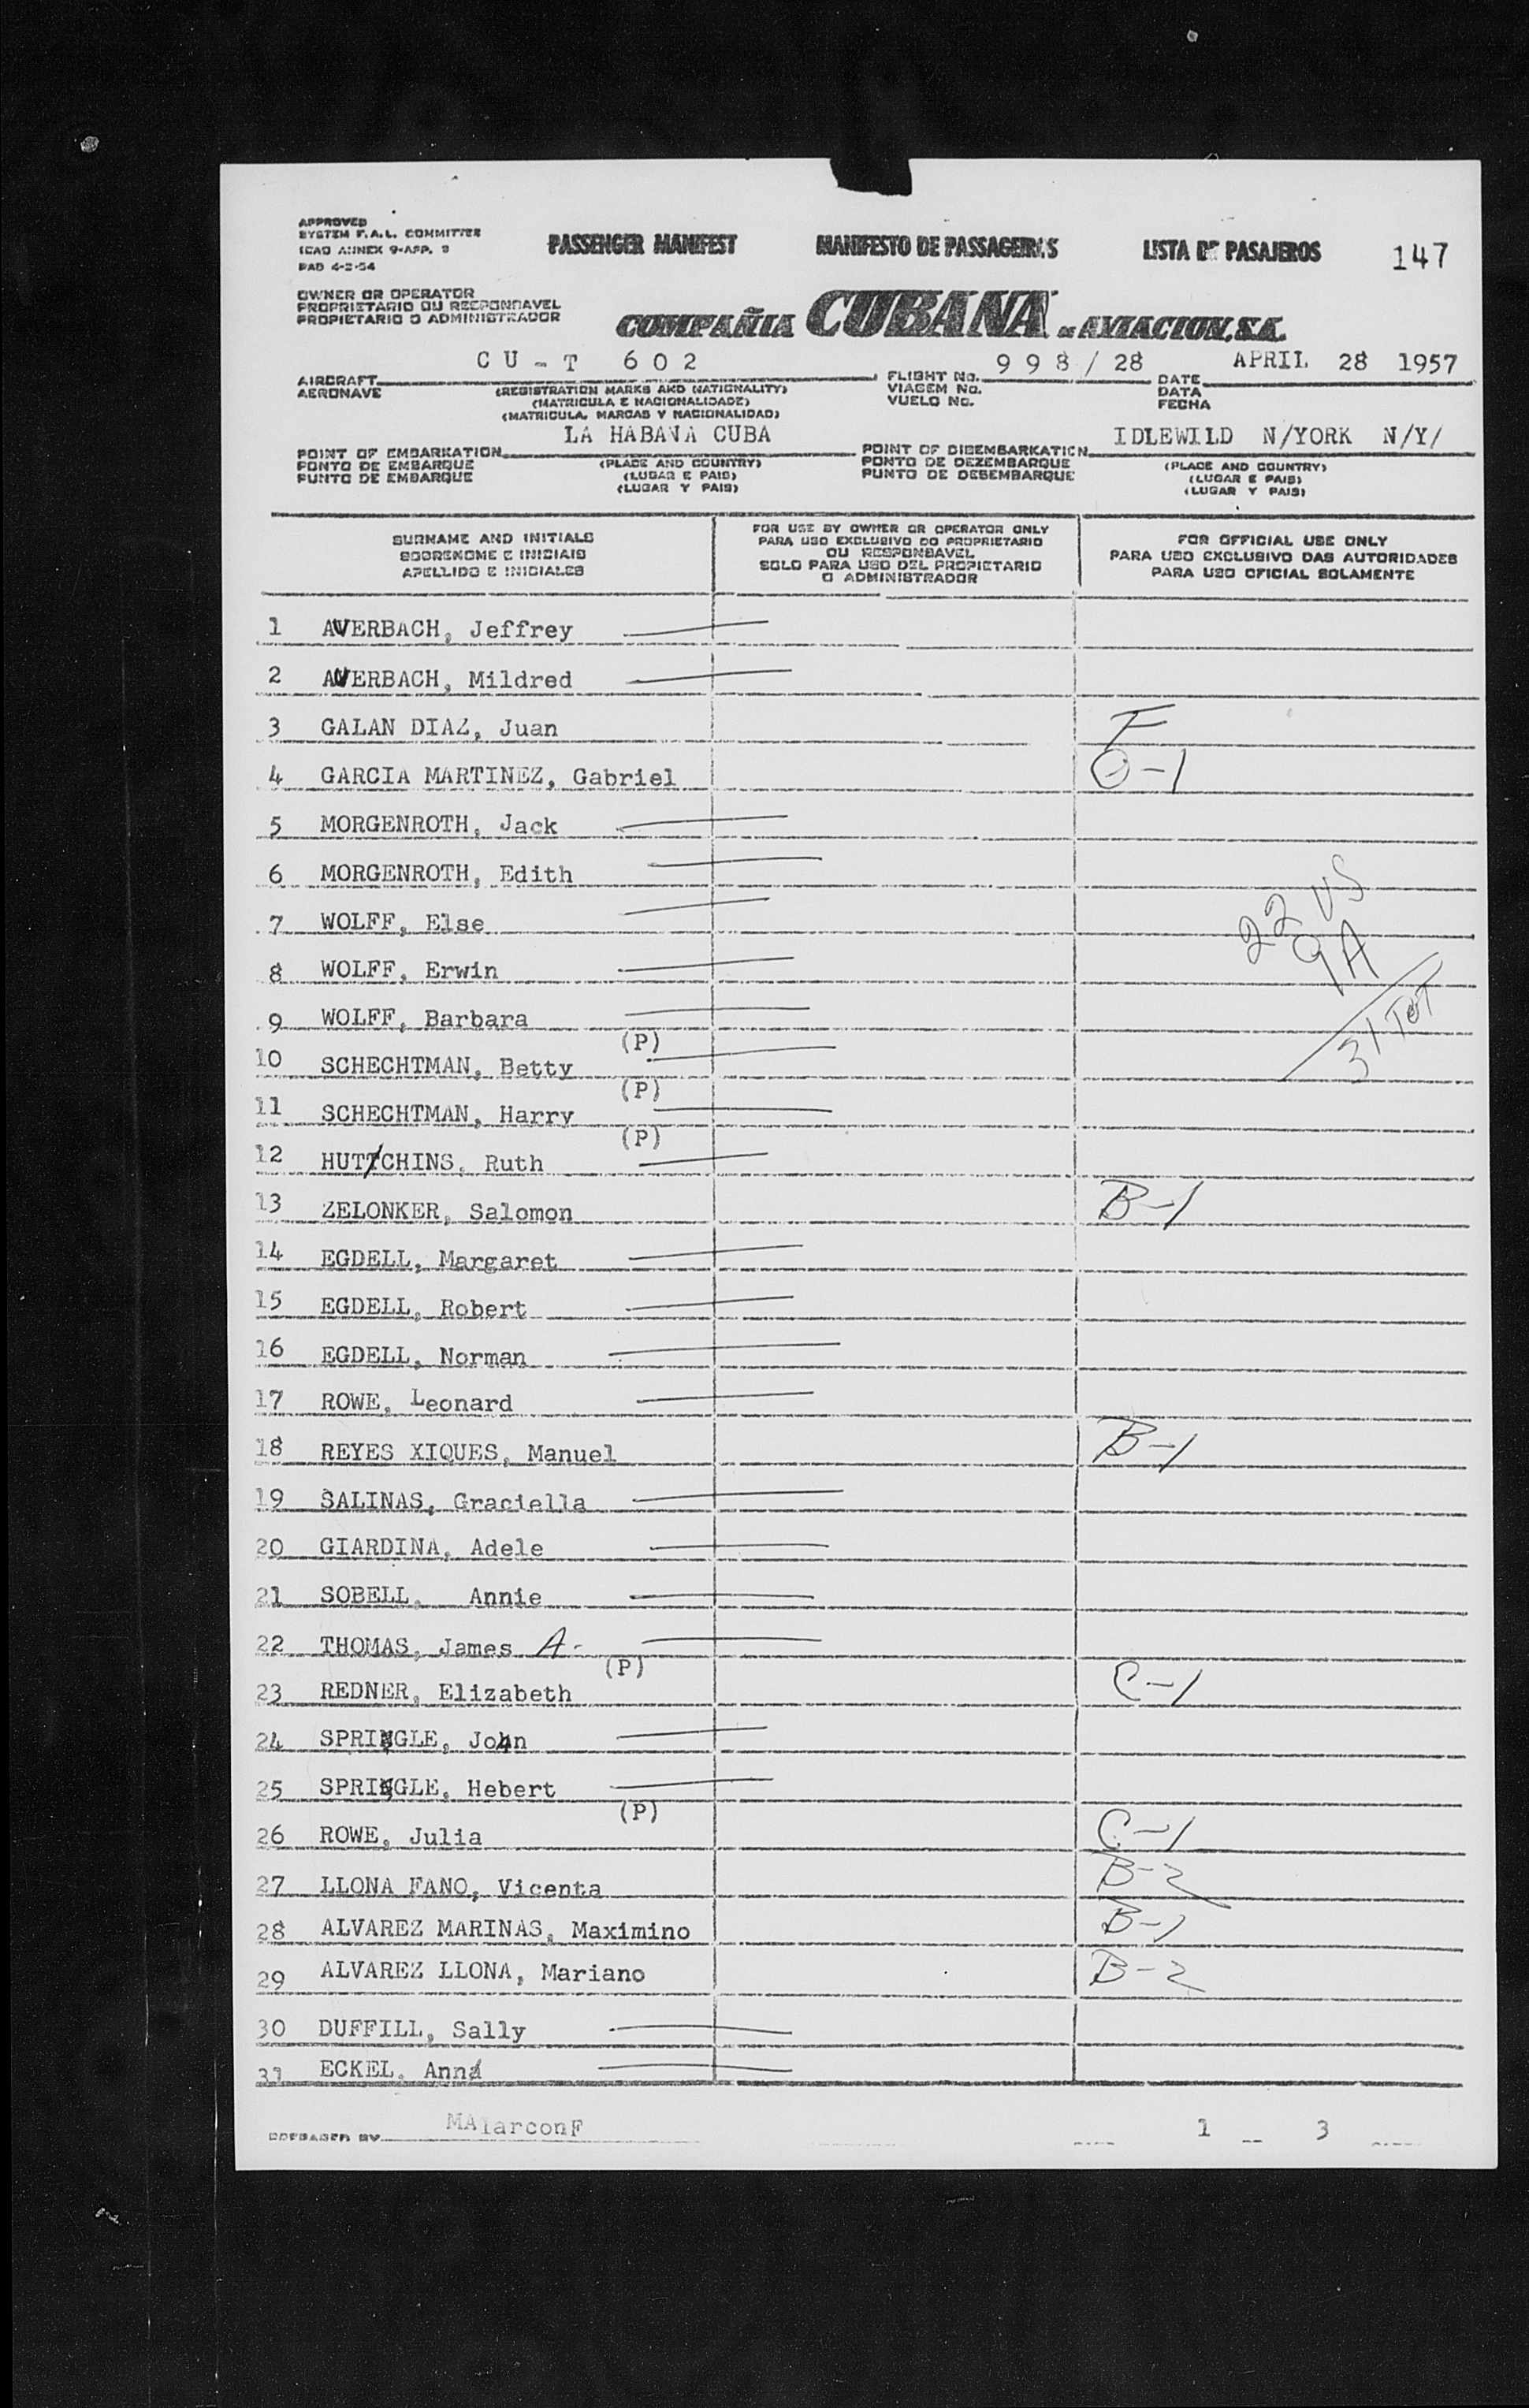 APPROVED
SYSTEM F.A.L. COMMITTEE
ICAO ANNEX 9-APP. 9
PAD 4-2-54
PASSENGER MANIFEST MANIFESTO DE PASSAGEIROS LISTA DE PASAJEROS 147
OWNER OR OPERATOR
PROPRIETARIO OU RESPONSAVEL
PROPIETARIO O ADMINISTRADOR
COMPAÑIA CUBANA DE AVIACION, S.A.
CU-T 602 998/28 APRIL 28 1957
AIRCRAFT FLIGHT No. DATE
AERONAVE (REGISTRATION MARKS AND NATIONALITY) VIAGEM No. DATA
(MATRICULA E NACIONALIDADE) VUELO No. FECHA
(MATRICULA, MARCAS Y NACIONALIDAD)
LA HABANA CUBA IDLEWILD N/YORK N/Y/
POINT OF EMBARKATION (PLACE AND COUNTRY) POINT OF DISEMBARKATION (PLACE AND COUNTRY)
PONTO DE EMBARQUE (LUGAR E PAIS) PONTO DE DEZEMBARQUE (LUGAR E PAIS)
PUNTO DE EMBARQUE (LUGAR Y PAIS) PUNTO DE DESEMBARQUE (LUGAR Y PAIS)
SURNAME AND INITIALS
SOBRENOME E INICIAIS
APELLIDO E INICIALES
FOR USE BY OWNER OR OPERATOR ONLY
PARA USO EXCLUSIVO DO PROPRIETARIO
OU RESPONSAVEL
SOLO PARA USO DEL PROPIETARIO
O ADMINISTRADOR
FOR OFFICIAL USE ONLY
PARA USO EXCLUSIVO DAS AUTORIDADES
PARA USO OFICIAL SOLAMENTE
1 AUERBACH, Jeffrey
2 AUERBACH, Mildred
3 GALAN DIAZ, Juan F
4 GARCIA MARTINEZ, Gabriel O-1
5 MORGENROTH, Jack
6 MORGENROTH, Edith
22 US
7 WOLFF, Else
9 A
8 WOLFF, Erwin
31 TOT
9 WOLFF, Barbara
(P)
10 SCHECHTMAN, Betty
(P)
11 SCHECHTMAN, Harry
(P)
12 HUTCHINS, Ruth
13 ZELONKER, Salomon B-1
14 EGDELL, Margaret
15 EGDELL, Robert
16 EGDELL, Norman
17 ROWE, Leonard
18 REYES XIQUES, Manuel B-1
19 SALINAS, Graciella
20 GIARDINA, Adele
21 SOBELL, Annie
22 THOMAS, James A.
(P)
23 REDNER, Elizabeth C-1
24 SPRINGLE, John
25 SPRINGLE, Hebert
(P)
26 ROWE, Julia C-1
27 LLONA FANO, Vicenta B-2
28 ALVAREZ MARINAS, Maximino B-1
29 ALVAREZ LLONA, Mariano B-2
30 DUFFILL, Sally
31 ECKEL, Anna
PREPARED BY MAlarconF 1 3